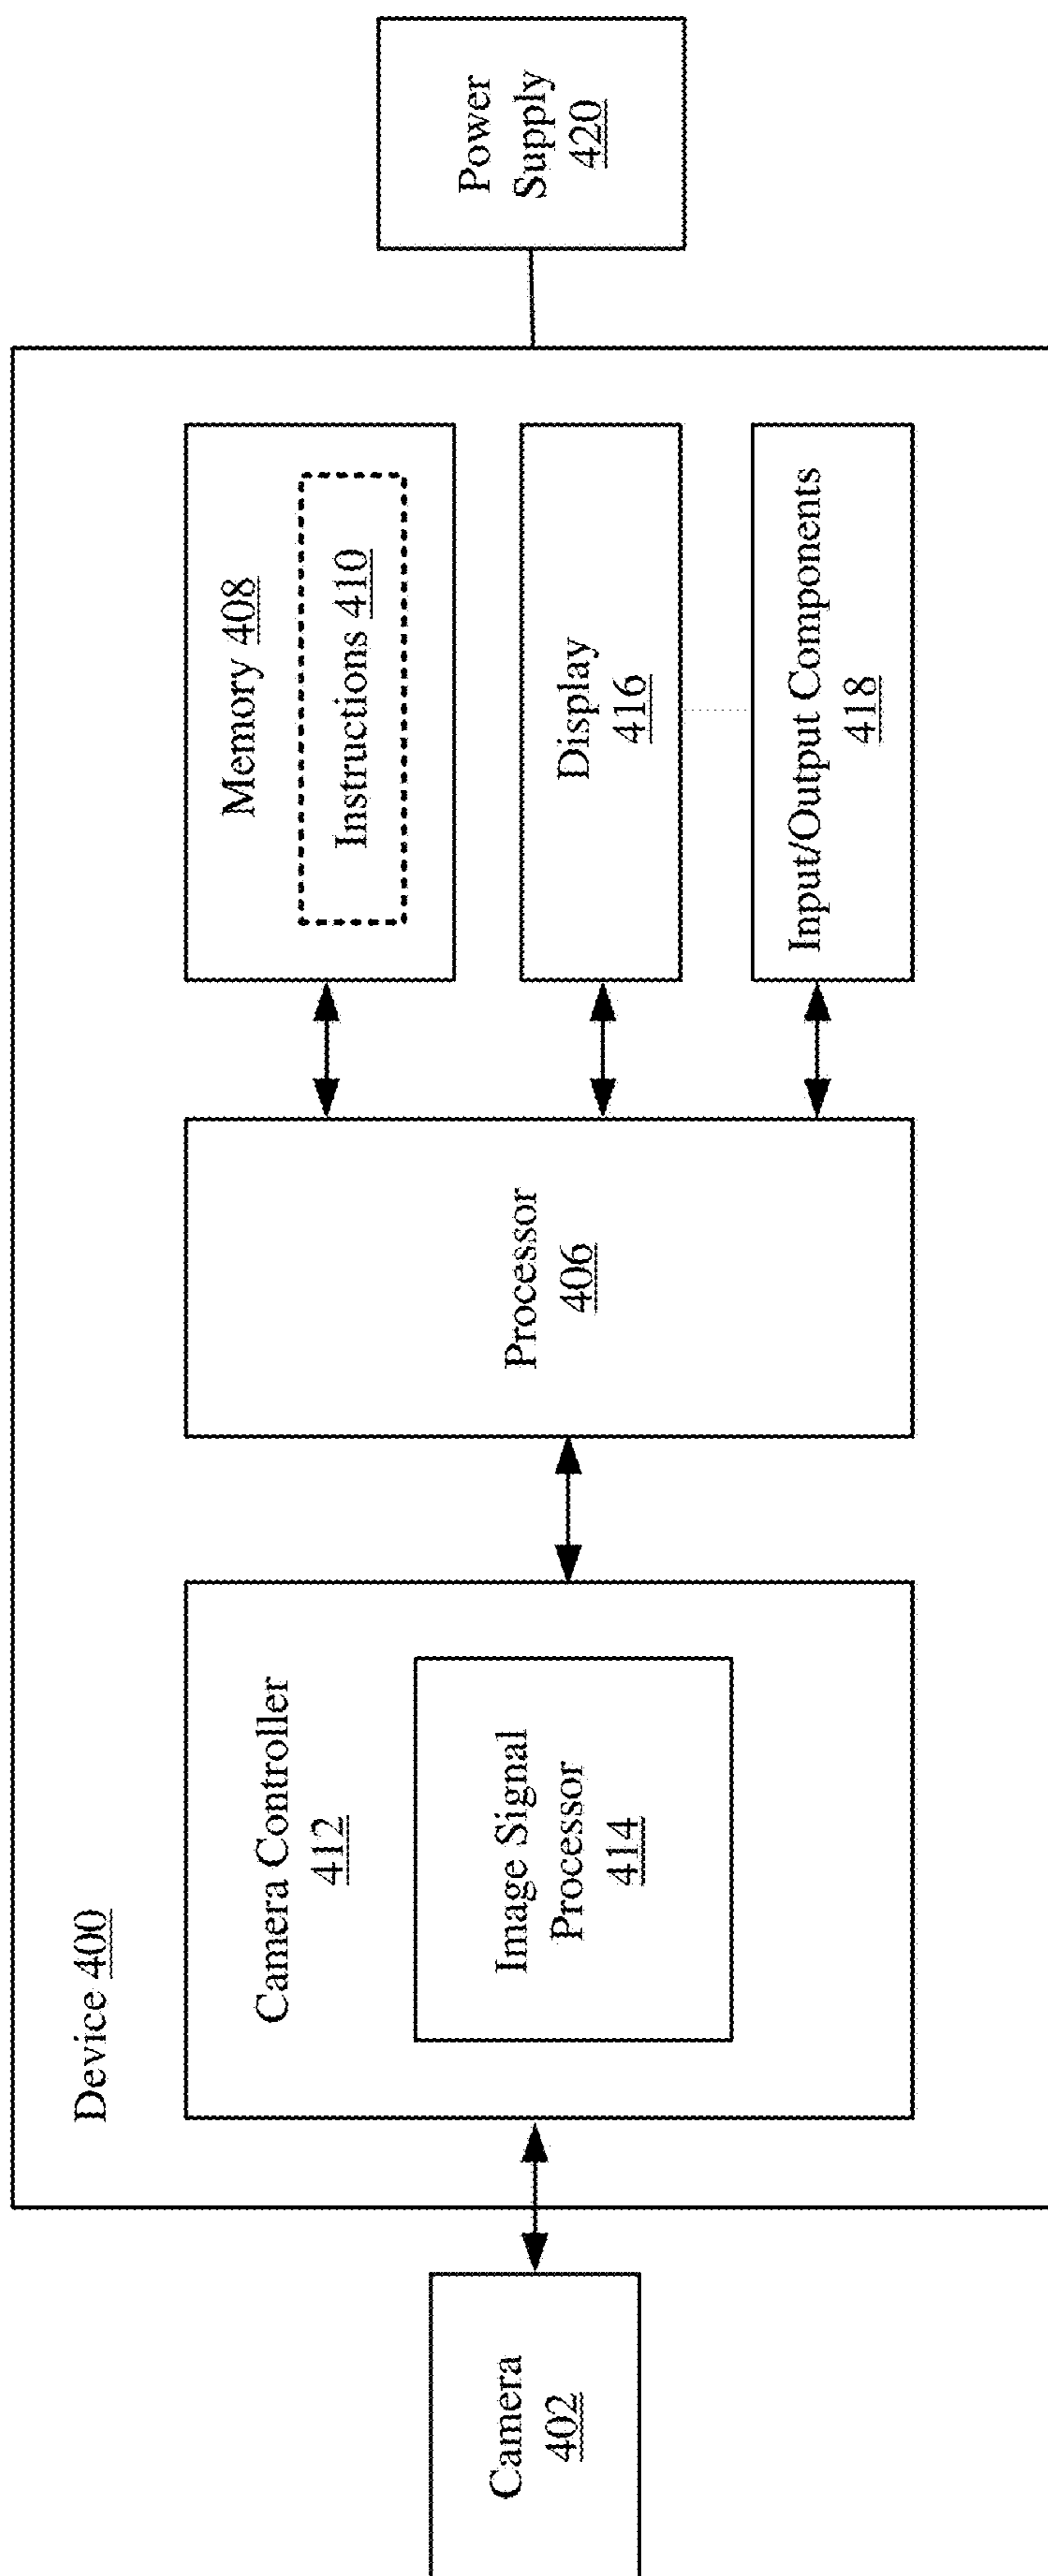 Device 400
Camera
402
Camera Controller
412
Image Signal
Processor
414
Processor
406
Memory 408
Instructions 410
Display
416
Input/Output Components
418
Power
Supply
420